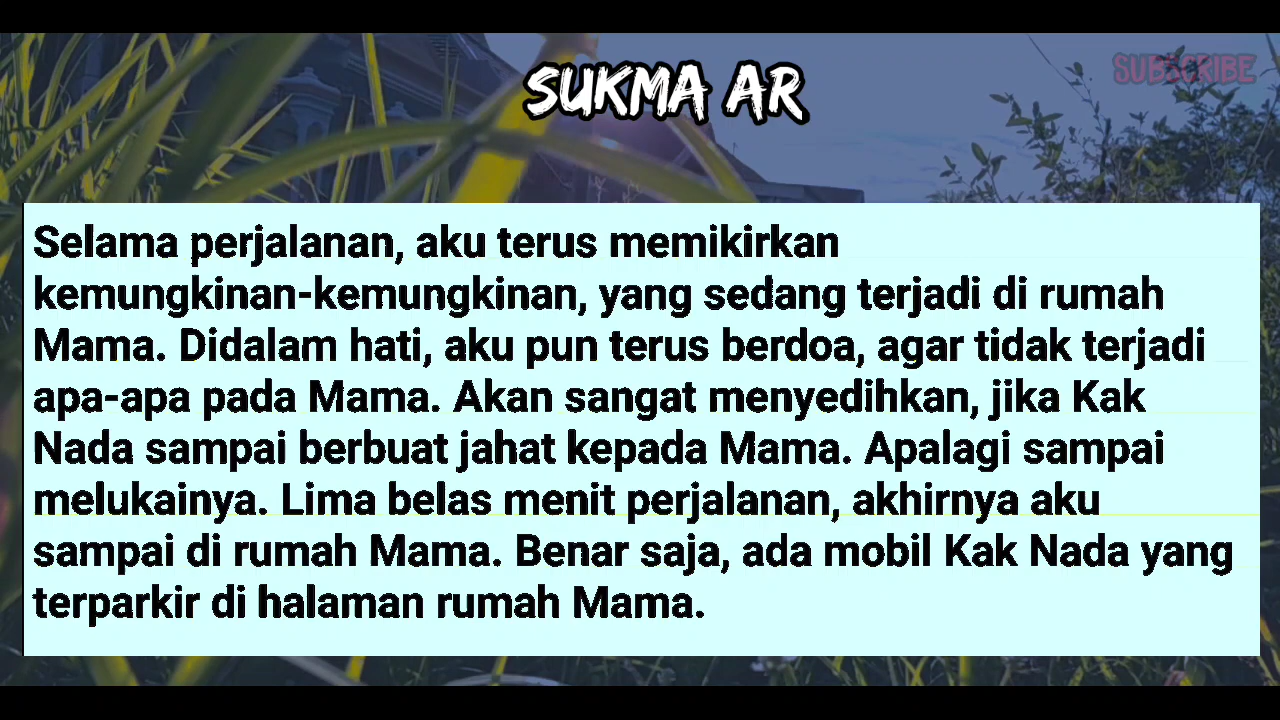 SUKMA AR
SUBSCRIBE
Selama perjalanan, aku terus memikirkan
kemungkinan-kemungkinan, yang sedang terjadi di rumah
Mama. Didalam hati, aku pun terus berdoa, agar tidak terjadi
apa-apa pada Mama. Akan sangat menyedihkan, jika Kak
Nada sampai berbuat jahat kepada Mama. Apalagi sampai
melukainya. Lima belas menit perjalanan, akhirnya aku
sampai di rumah Mama. Benar saja, ada mobil Kak Nada yang
terparkir di halaman rumah Mama.